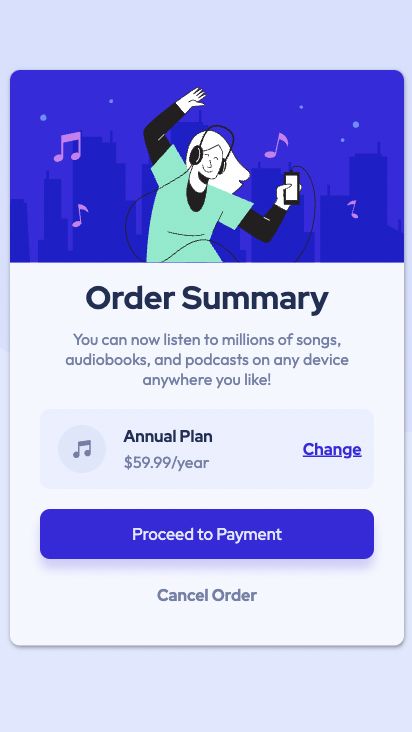 Order Summary
You can now listen to millions of songs,
audiobooks, and podcasts on any device
anywhere you like!
Annual Plan
$59.99/year
Change
Proceed to Payment
Cancel Order